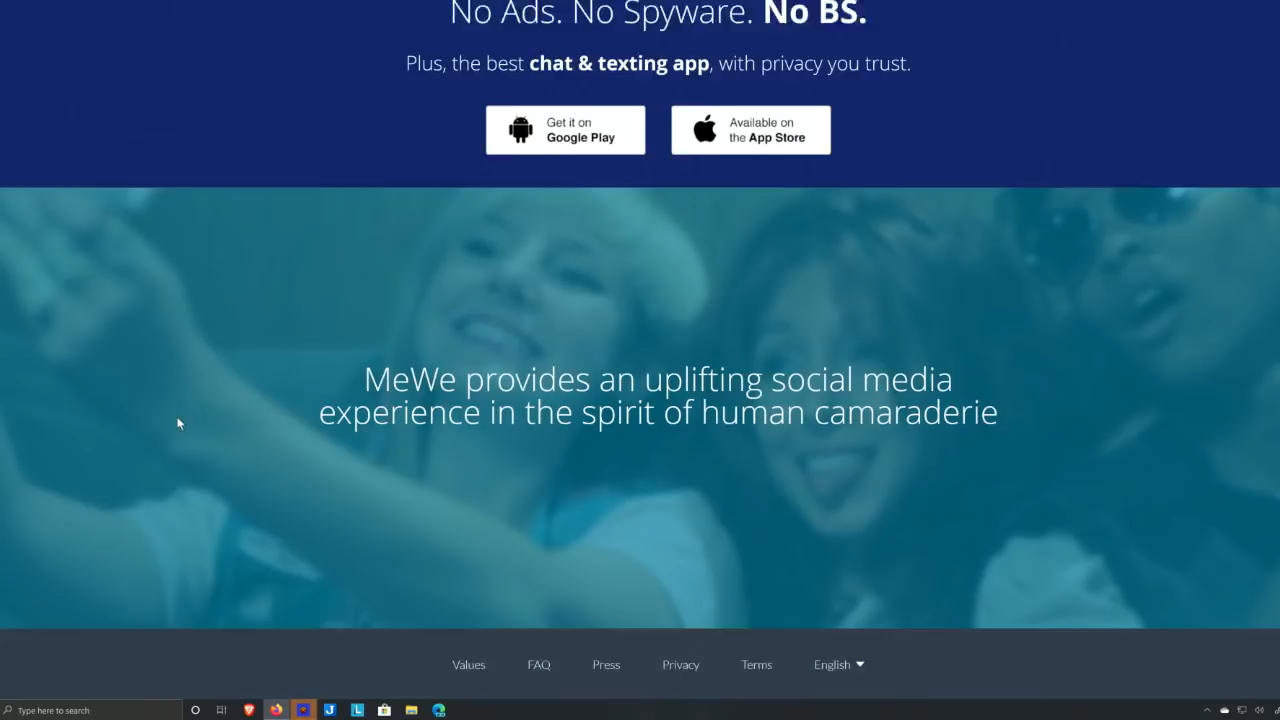 No Ads. No Spyware. No BS.
Plus, the best chat & texting app, with privacy you trust.
Get it on
Google Play
Available on
the App Store
MeWe provides an uplifting social media
experience in the spirit of human camaraderie
Values FAQ Press Privacy Terms English
Type here to search